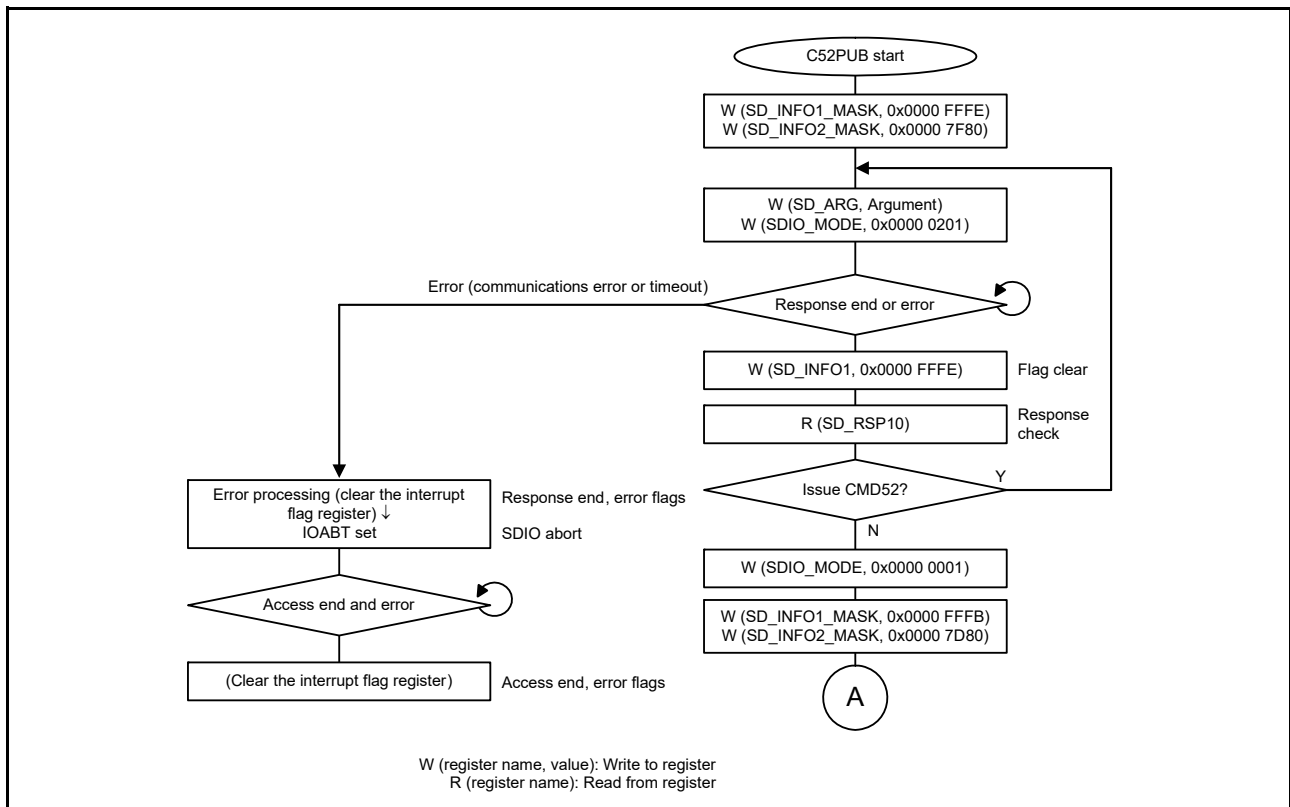 C52PUB start
W (SD_INFO1_MASK, 0x0000 FFFE)
W (SD_INFO2_MASK, 0x0000 7F80)
W (SD_ARG, Argument)
W (SDIO_MODE, 0x0000 0201)
Error (communications error or timeout)
Response end or error
W (SD_INFO1, 0x0000 FFFE)
Flag clear
R (SD_RSP10)
Response
check
Issue CMD52?
Y
N
Error processing (clear the interrupt
flag register) ↓
IOABT set
Response end, error flags
SDIO abort
W (SDIO_MODE, 0x0000 0001)
Access end and error
W (SD_INFO1_MASK, 0x0000 FFFB)
W (SD_INFO2_MASK, 0x0000 7D80)
(Clear the interrupt flag register)
Access end, error flags
A
W (register name, value): Write to register
R (register name): Read from register